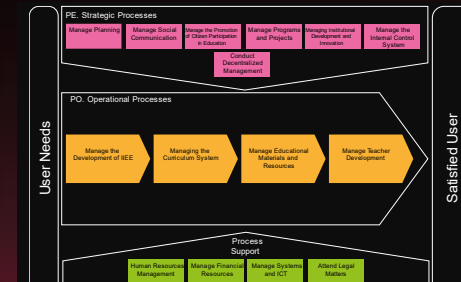 PE. Strategic Processes
Manage Planning
Manage Social
Communication
Manage the Promotion
of Citizen Participation
in Education
Manage Programs
and Projects
Managing Institutional
Development and
Innovation
Manage the
Internal Control
System
Conduct
Decentralized
Management
User Needs
PO. Operational Processes
Manage the
Development of IIEE
Managing the
Curriculum System
Manage Educational
Materials and
Resources
Manage Teacher
Development
Satisfied User
Process
Support
Human Resources
Management
Manage Financial
Resources
Manage Systems
and ICT
Attend Legal
Matters